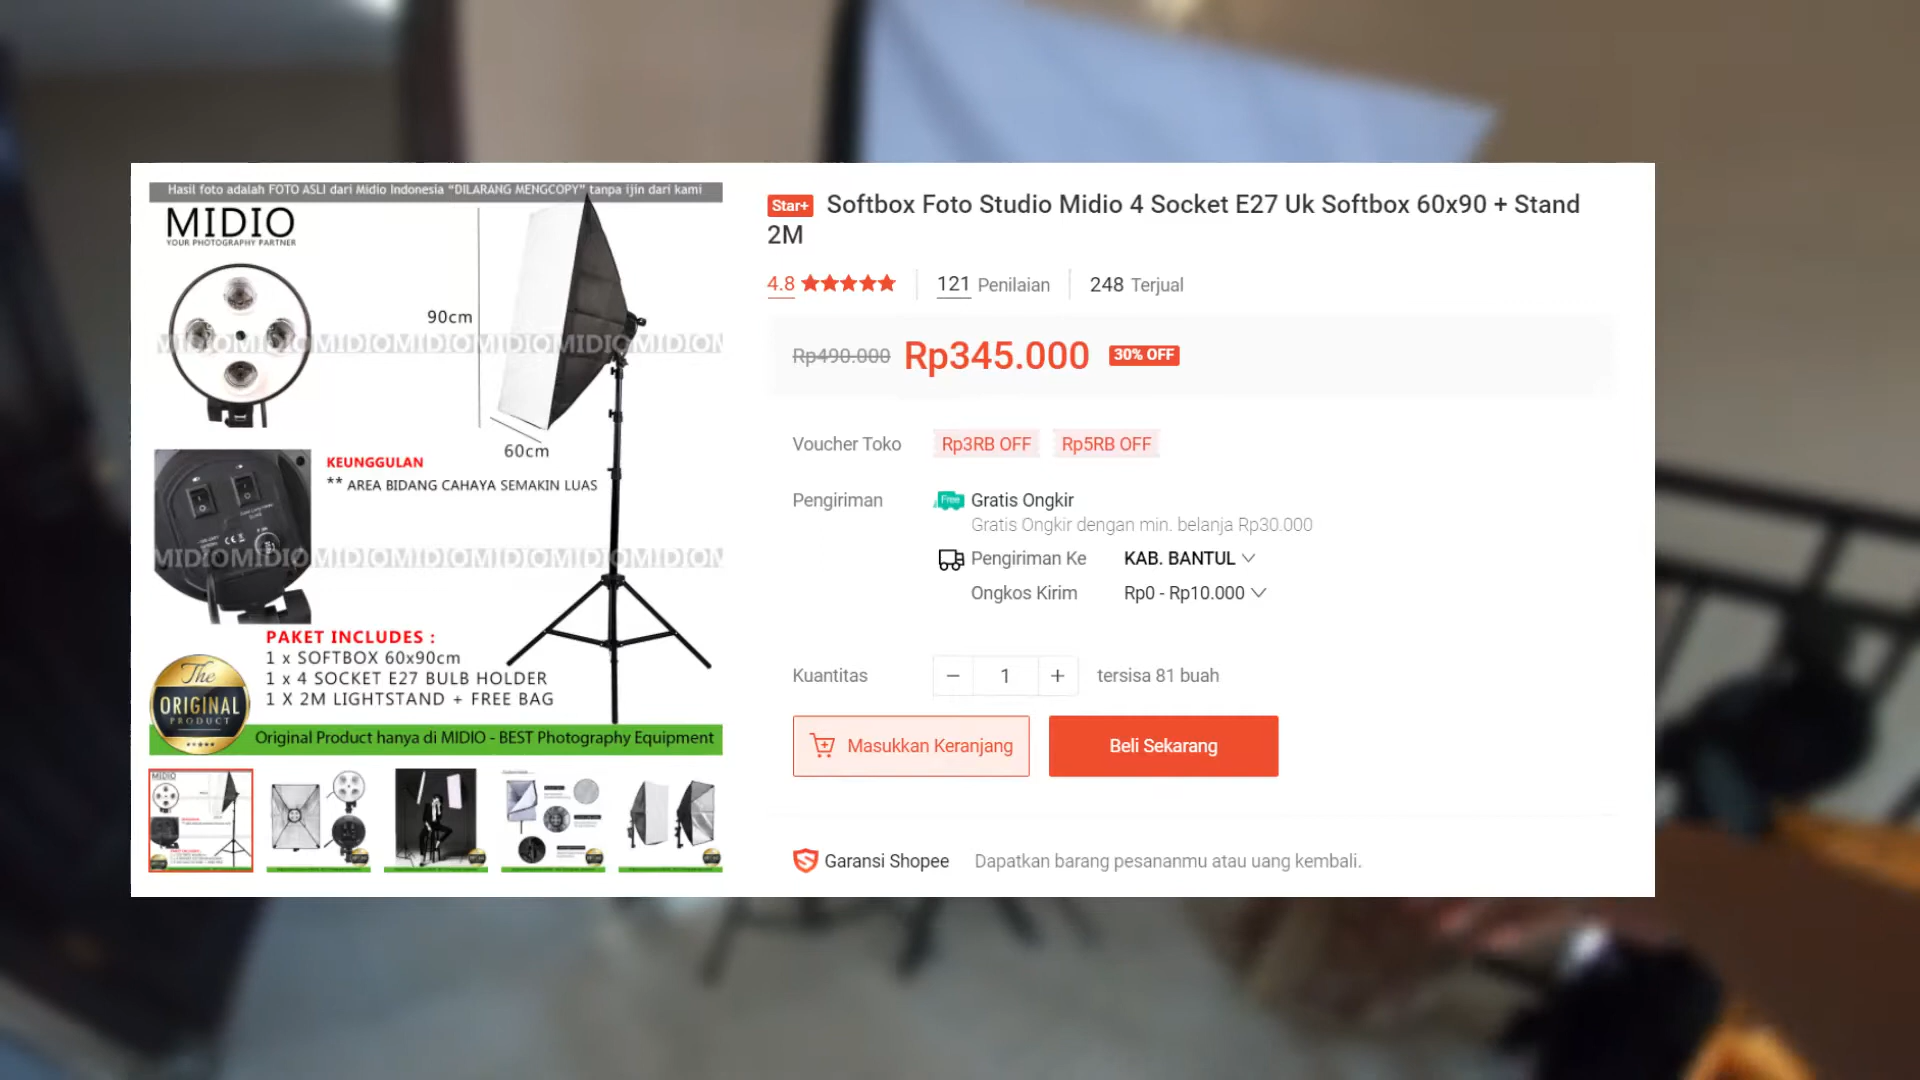 Hasil foto adalah FOTO ASLI dari Midio Indonesia “DILARANG MENGCOPY” tanpa ijin dari kami
MIDIO
YOUR PHOTOGRAPHY PARTNER
90cm
60cm
MIDIOMIDIOMIDIOMIDIOMIDIOMIDIOMIDION
KEUNGGULAN
** AREA BIDANG CAHAYA SEMAKIN LUAS
MIDIOMIDIOMIDIOMIDIOMIDIOMIDIOMIDION
PAKET INCLUDES :
1 x SOFTBOX 60x90cm
1 x 4 SOCKET E27 BULB HOLDER
1 X 2M LIGHTSTAND + FREE BAG
The
ORIGINAL
PRODUCT
Original Product hanya di MIDIO - BEST Photography Equipment
MIDIO
Star+ Softbox Foto Studio Midio 4 Socket E27 Uk Softbox 60x90 + Stand
2M
4.8 121 Penilaian 248 Terjual
Rp490.000 Rp345.000 30% OFF
Voucher Toko Rp3RB OFF Rp5RB OFF
Pengiriman Free Gratis Ongkir
Gratis Ongkir dengan min. belanja Rp30.000
Pengiriman Ke KAB. BANTUL
Ongkos Kirim Rp0 - Rp10.000
Kuantitas 1 tersisa 81 buah
Masukkan Keranjang Beli Sekarang
Garansi Shopee Dapatkan barang pesananmu atau uang kembali.